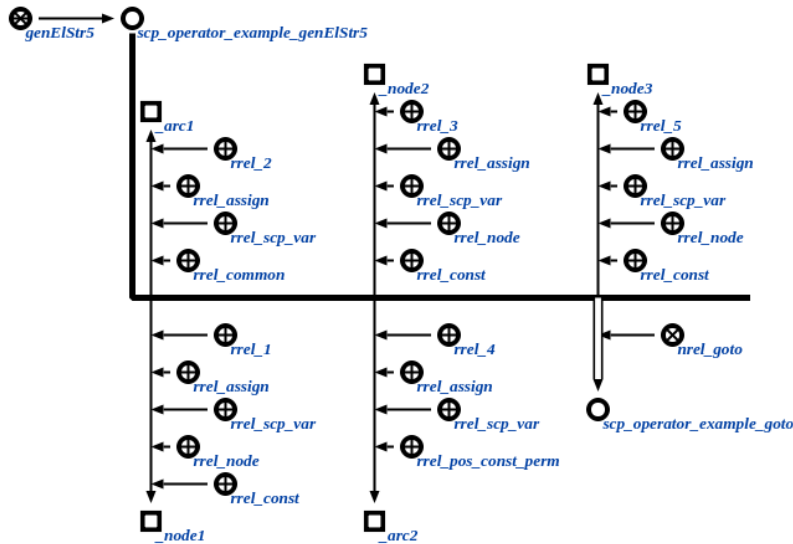 genElStr5
scp_operator_example_genElStr5
_node2
_node3
_arc1
rrel_3
rrel_5
rrel_2
rrel_assign
rrel_assign
rrel_assign
rrel_scp_var
rrel_scp_var
rrel_scp_var
rrel_node
rrel_node
rrel_common
rrel_const
rrel_const
rrel_1
rrel_4
nrel_goto
rrel_assign
rrel_assign
rrel_scp_var
rrel_scp_var
scp_operator_example_goto
rrel_node
rrel_pos_const_perm
rrel_const
_node1
_arc2